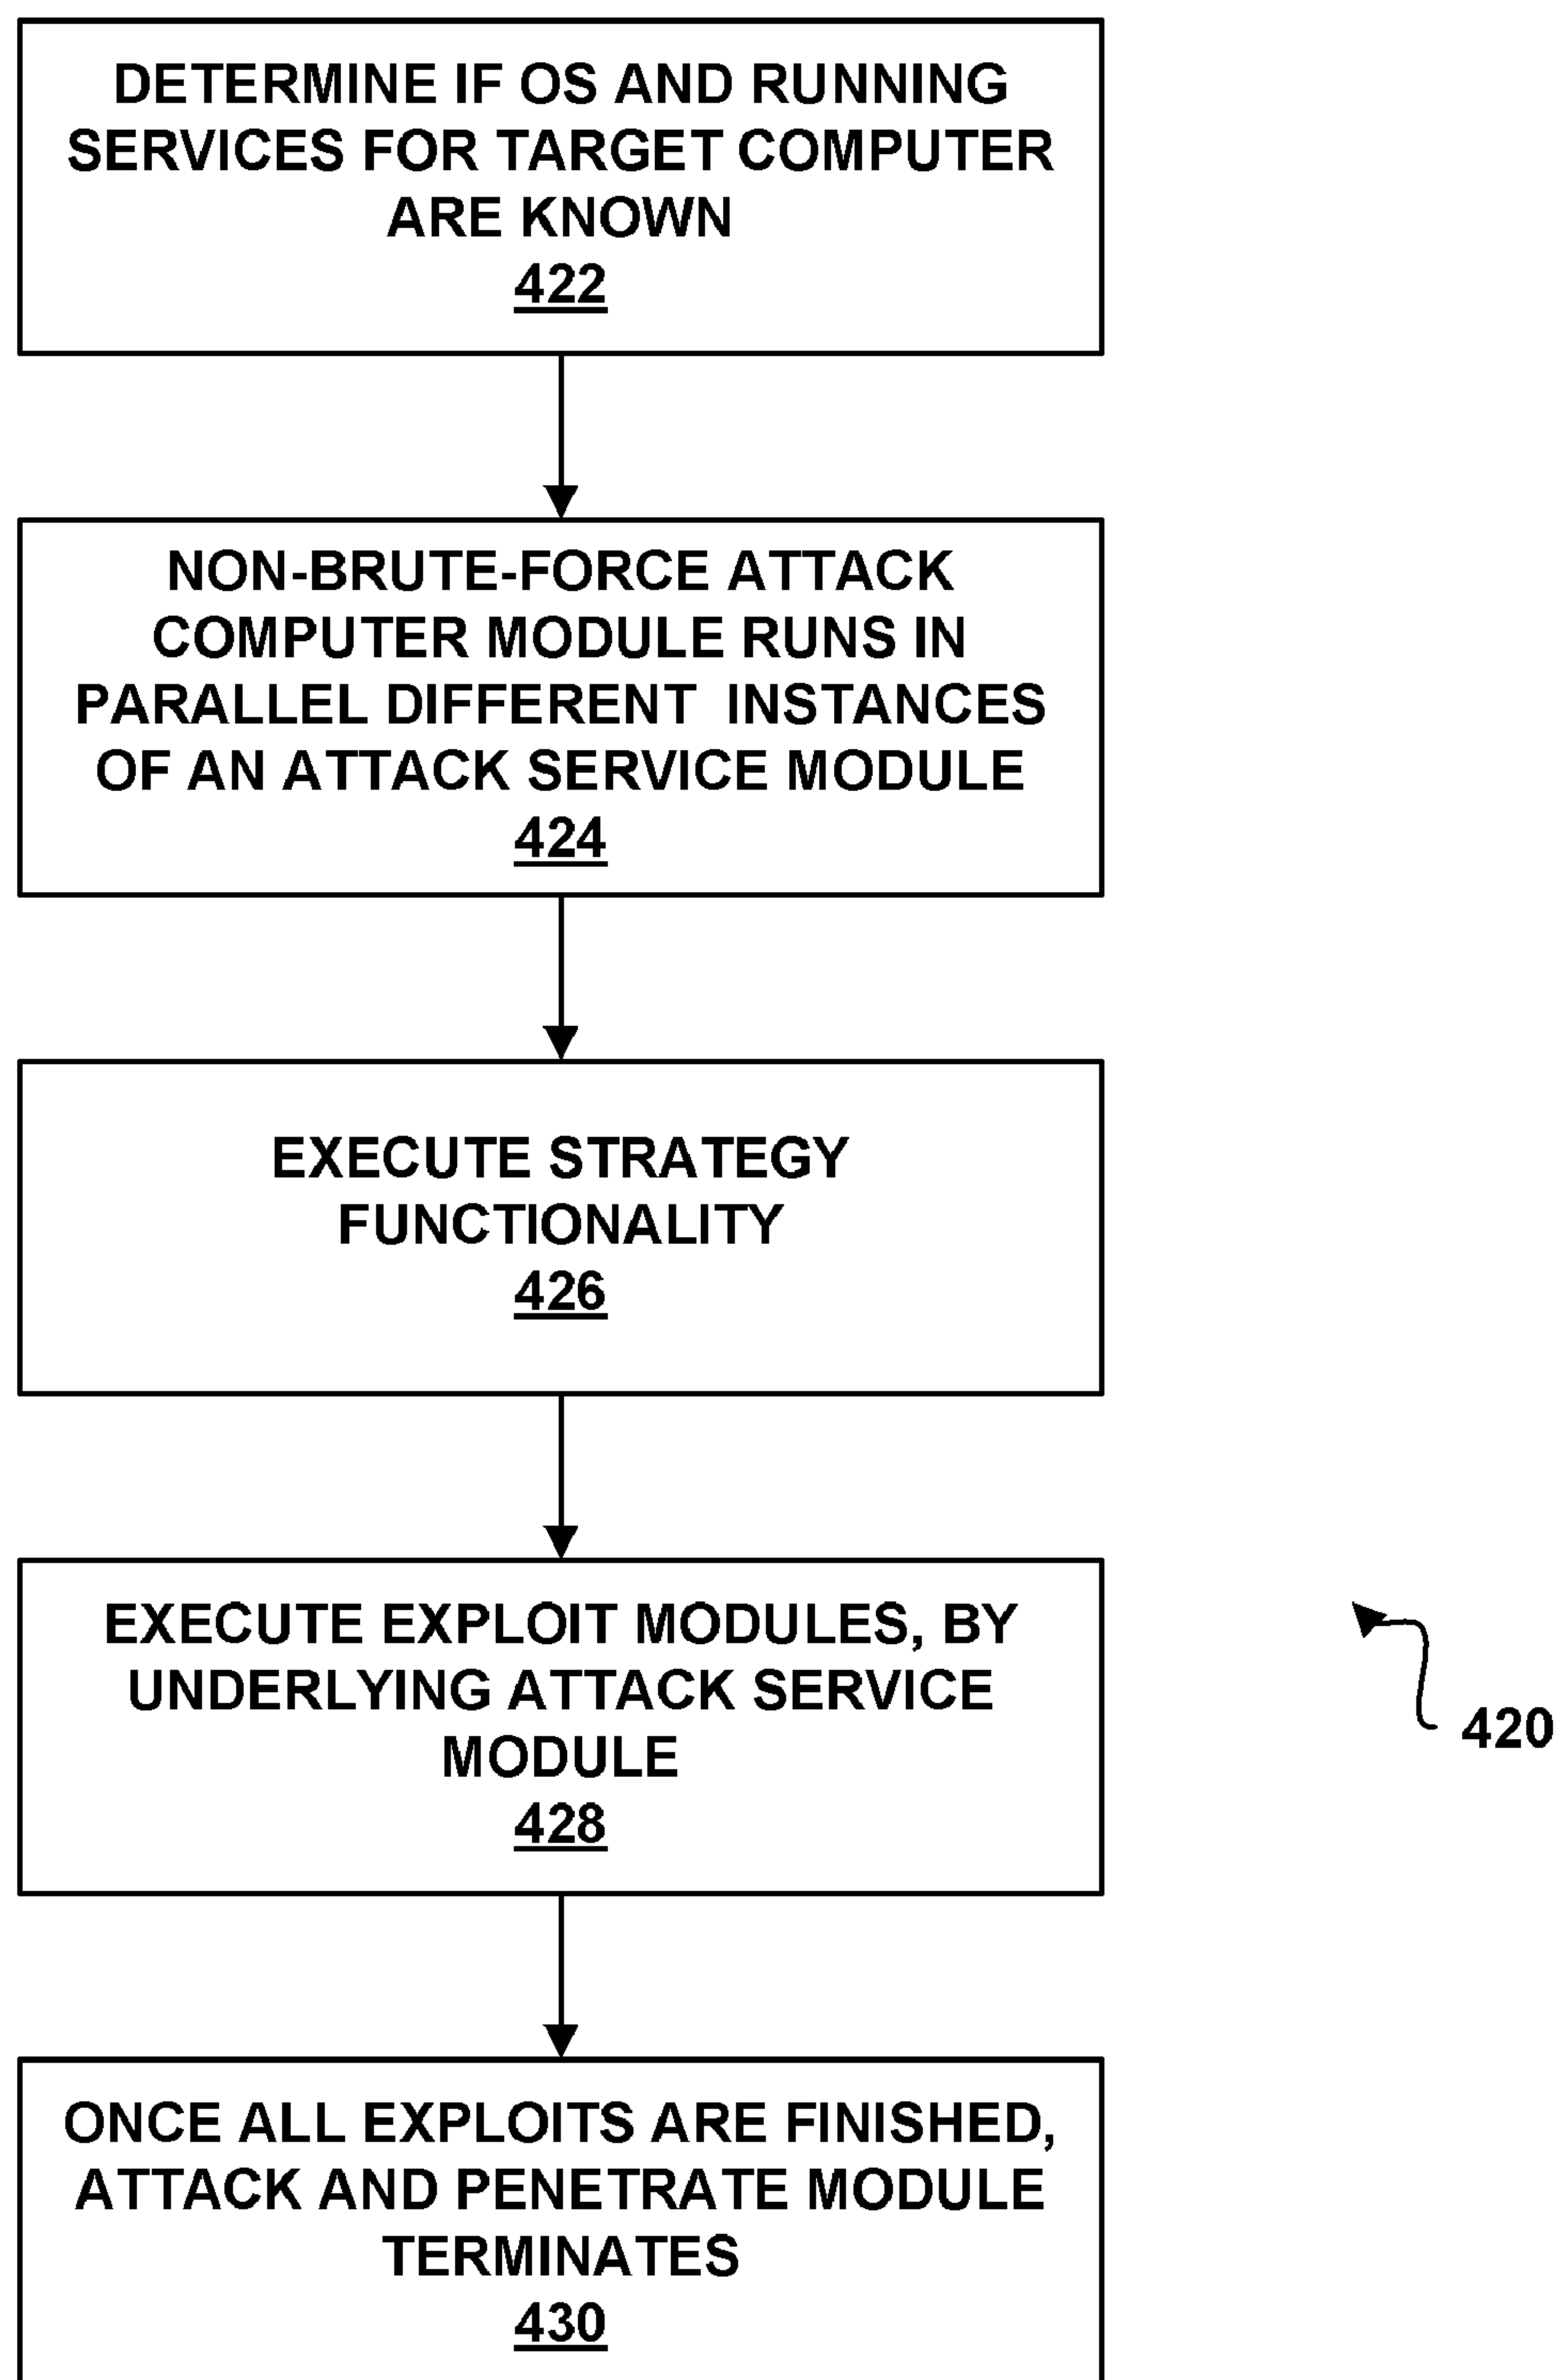 DETERMINE IF OS AND RUNNING
SERVICES FOR TARGET COMPUTER
ARE KNOWN
422
NON-BRUTE-FORCE ATTACK
COMPUTER MODULE RUNS IN
PARALLEL DIFFERENT INSTANCES
OF AN ATTACK SERVICE MODULE
424
EXECUTE STRATEGY
FUNCTIONALITY
426
EXECUTE EXPLOIT MODULES, BY
UNDERLYING ATTACK SERVICE
MODULE
428
420
ONCE ALL EXPLOITS ARE FINISHED,
ATTACK AND PENETRATE MODULE
TERMINATES
430